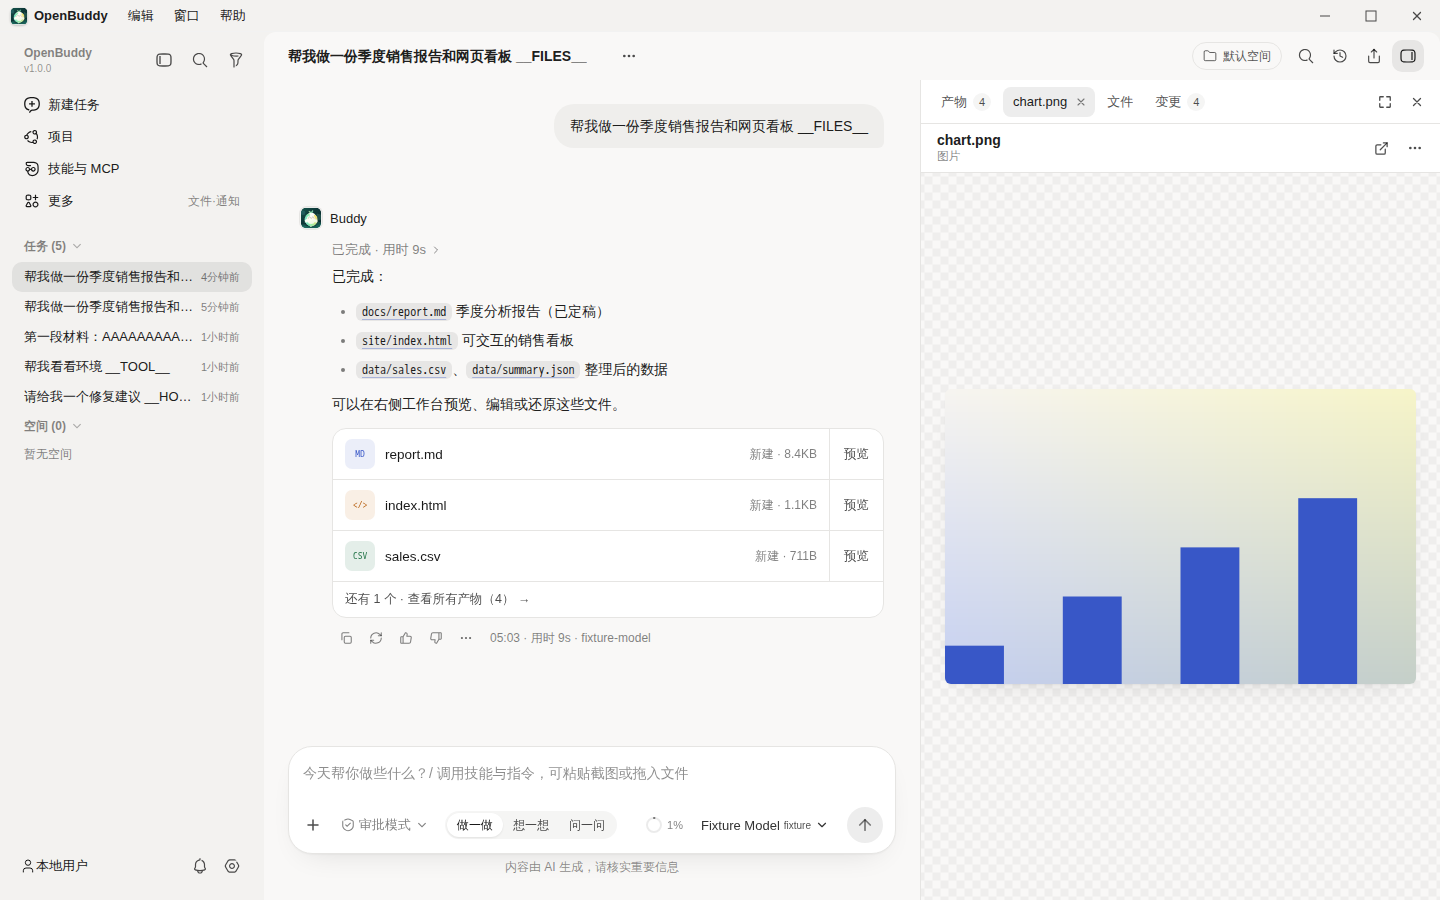 OpenBuddy 编辑 窗口 帮助
OpenBuddy
v1.0.0
新建任务
项目
技能与 MCP
更多 文件·通知
任务 (5)
帮我做一份季度销售报告和… 4分钟前
帮我做一份季度销售报告和… 5分钟前
第一段材料：AAAAAAAAA… 1小时前
帮我看看环境 __TOOL__ 1小时前
请给我一个修复建议 __HO… 1小时前
空间 (0)
暂无空间
本地用户
帮我做一份季度销售报告和网页看板 __FILES__
默认空间
帮我做一份季度销售报告和网页看板 __FILES__
Buddy
已完成 · 用时 9s
已完成：
docs/report.md 季度分析报告（已定稿）
site/index.html 可交互的销售看板
data/sales.csv、data/summary.json 整理后的数据
可以在右侧工作台预览、编辑或还原这些文件。
MD report.md 新建 · 8.4KB 预览
</> index.html 新建 · 1.1KB 预览
CSV sales.csv 新建 · 711B 预览
还有 1 个 · 查看所有产物（4） →
05:03 · 用时 9s · fixture-model
今天帮你做些什么？/ 调用技能与指令，可粘贴截图或拖入文件
审批模式 做一做 想一想 问一问 1% Fixture Model fixture
内容由 AI 生成，请核实重要信息
产物 4 chart.png 文件 变更 4
chart.png
图片